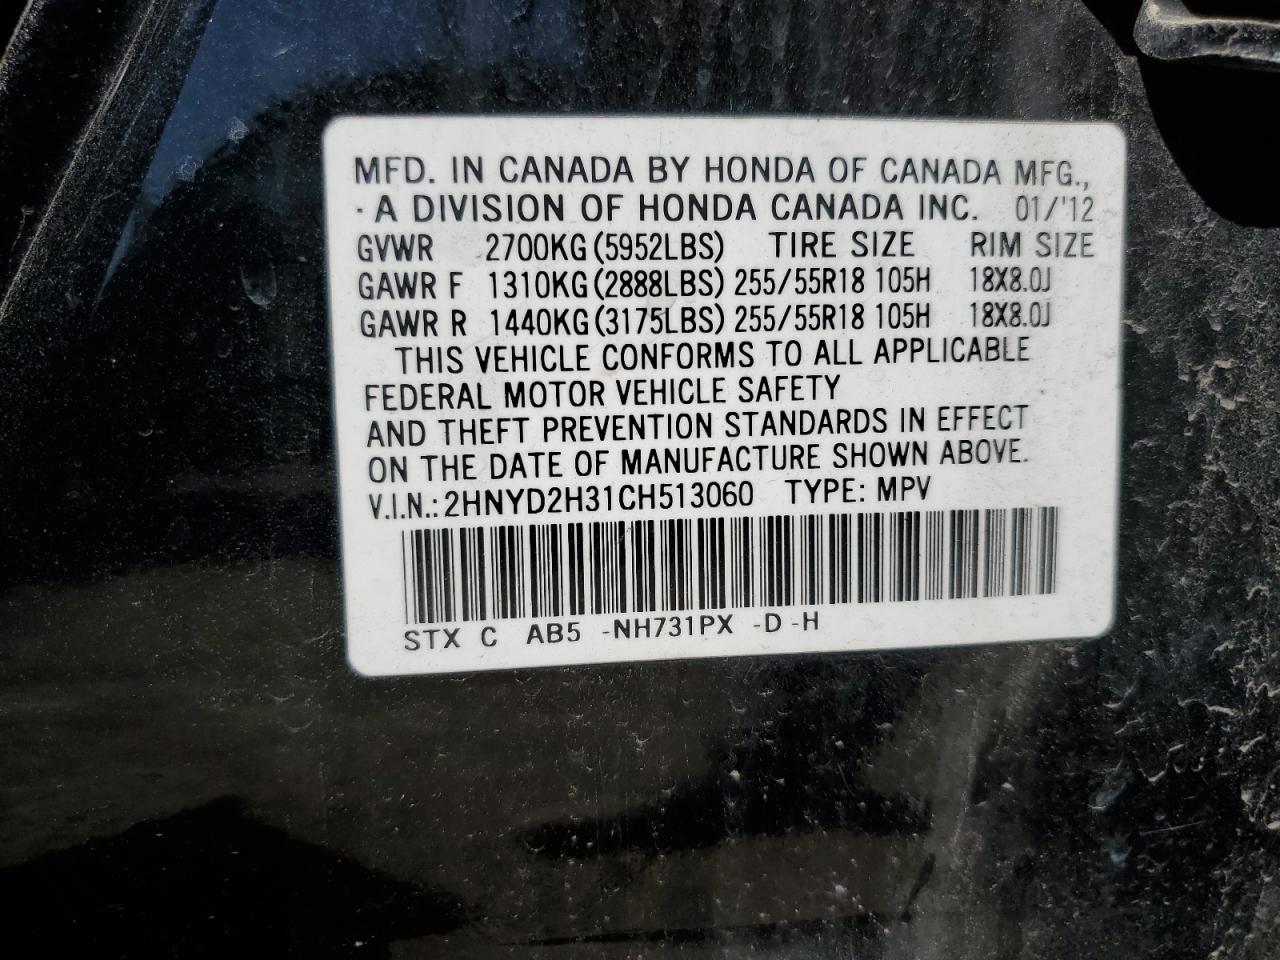 MFD. IN CANADA BY HONDA OF CANADA MFG.,
· A DIVISION OF HONDA CANADA INC. 01/'12
GVWR 2700KG (5952LBS) TIRE SIZE RIM SIZE
GAWR F 1310KG (2888LBS) 255/55R18 105H 18X8.0J
GAWR R 1440KG (3175LBS) 255/55R18 105H 18X8.0J
THIS VEHICLE CONFORMS TO ALL APPLICABLE
FEDERAL MOTOR VEHICLE SAFETY
AND THEFT PREVENTION STANDARDS IN EFFECT
ON THE DATE OF MANUFACTURE SHOWN ABOVE.
V.I.N.: 2HNYD2H31CH513060 TYPE: MPV
STX C AB5 -NH731PX -D -H